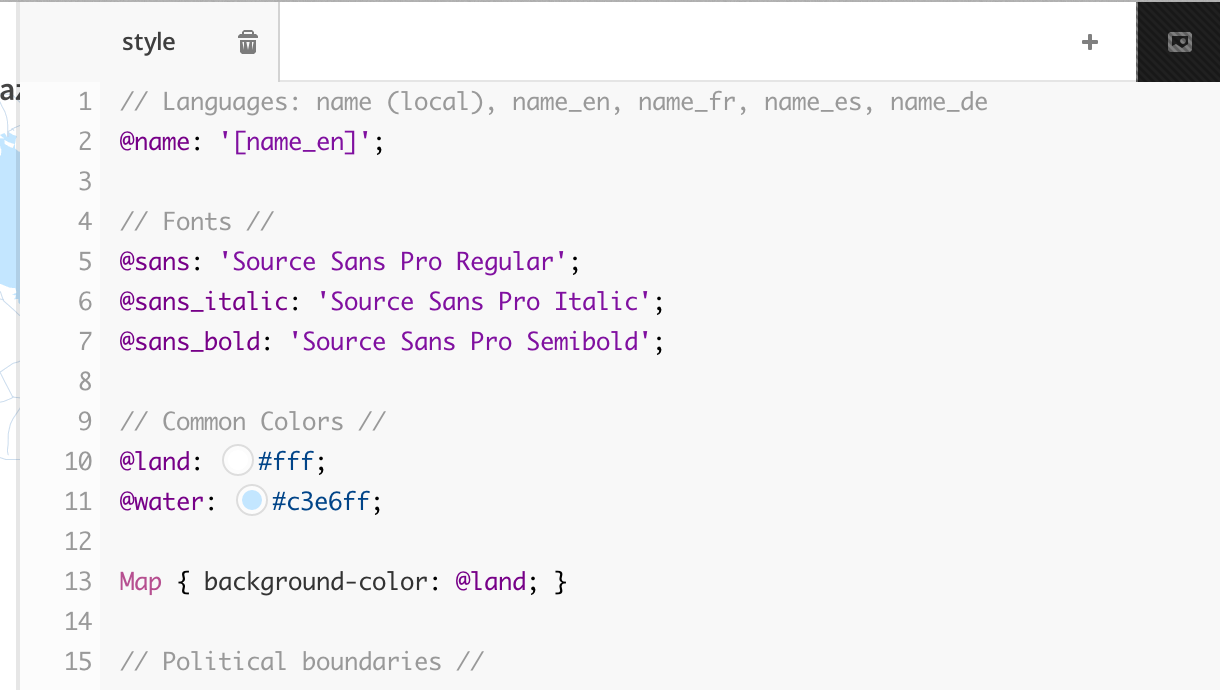 style
+
az
1 // Languages: name (local), name_en, name_fr, name_es, name_de
2 @name: '[name_en]';
3
4 // Fonts //
5 @sans: 'Source Sans Pro Regular';
6 @sans_italic: 'Source Sans Pro Italic';
7 @sans_bold: 'Source Sans Pro Semibold';
8
9 // Common Colors //
10 @land: #fff;
11 @water: #c3e6ff;
12
13 Map { background-color: @land; }
14
15 // Political boundaries //